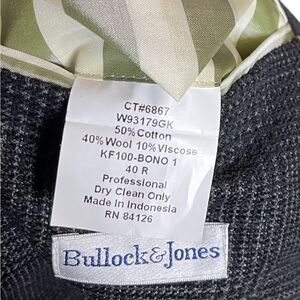 CT#6867
W93179GK
50%Cotton
40%Wool 10%Viscose
KF100-BONO 1
40 R
Professional
Dry Clean Only
Made In Indonesia
RN 84126
Bullock&Jones